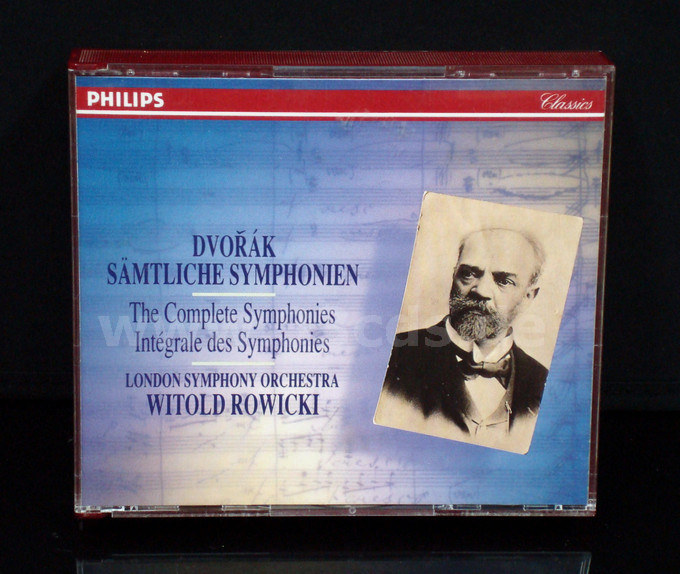 PHILIPS
Classics
DVOŘÁK
SÄMTLICHE SYMPHONIEN
The Complete Symphonies
Intégrale des Symphonies
LONDON SYMPHONY ORCHESTRA
WITOLD ROWICKI